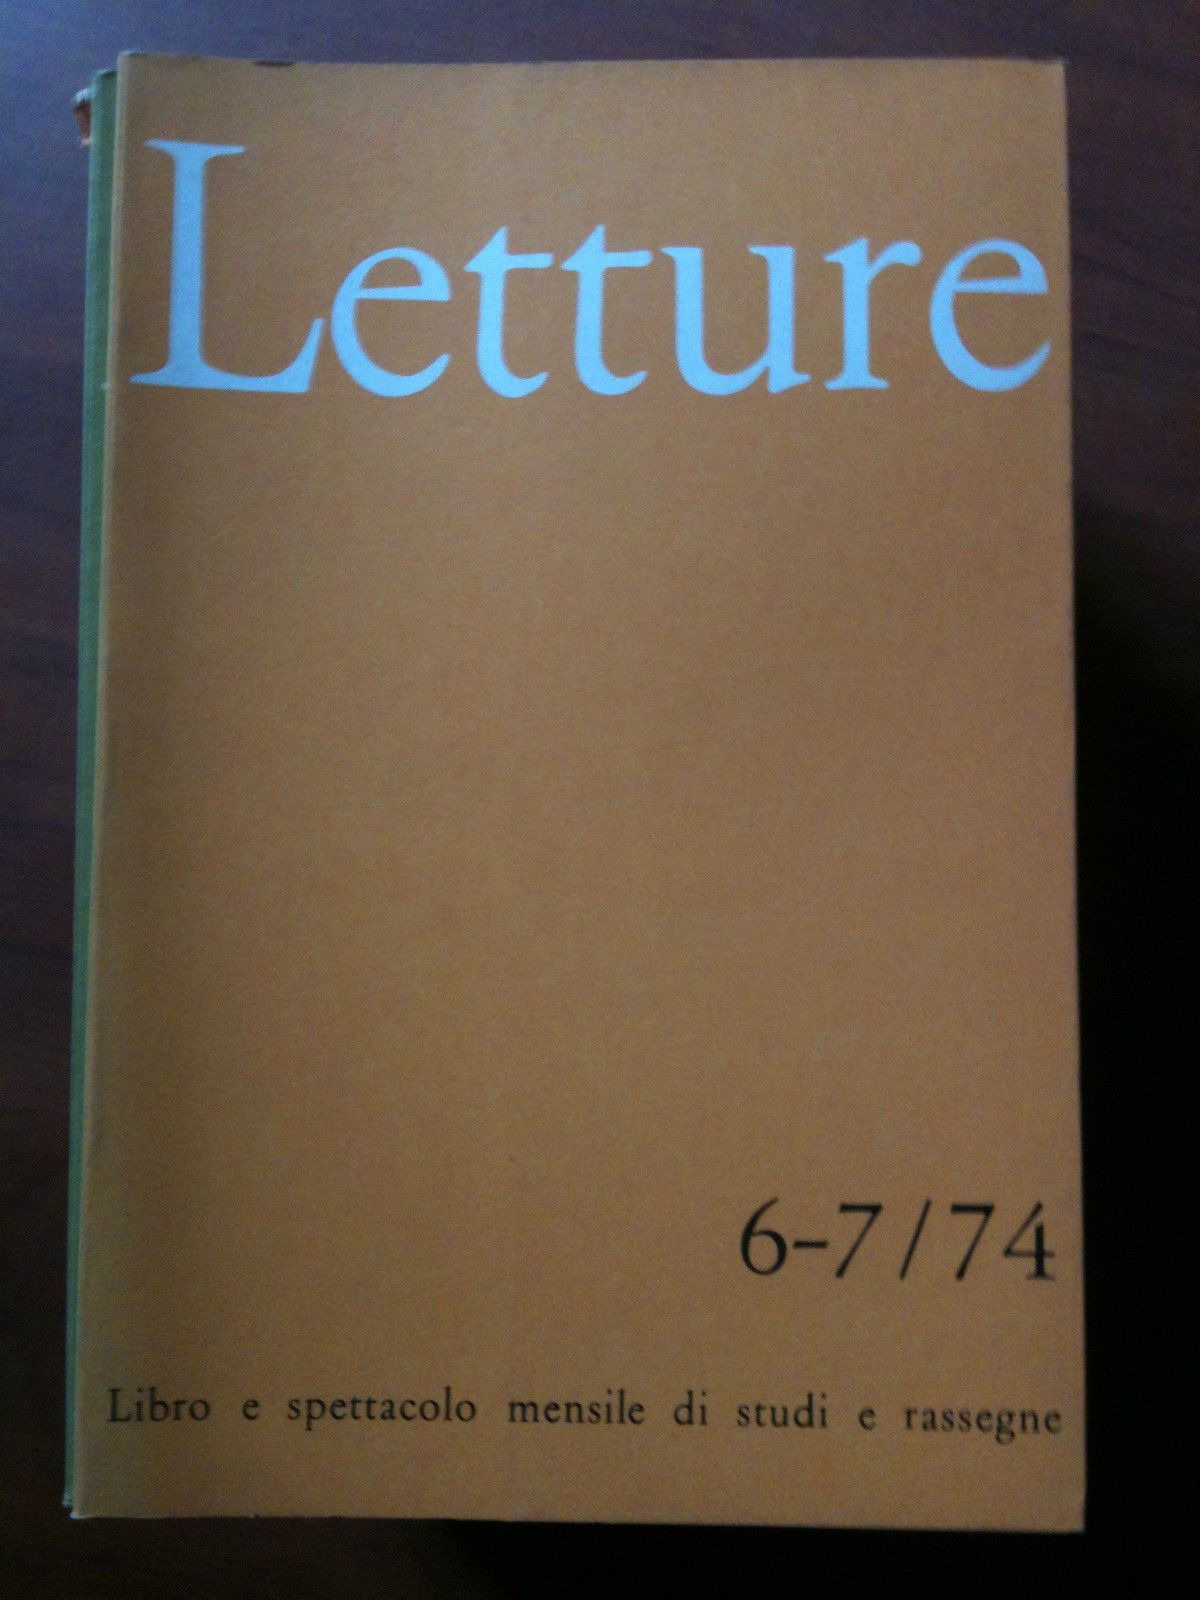 Letture
6-7/74
Libro e spettacolo mensile di studi e rassegne